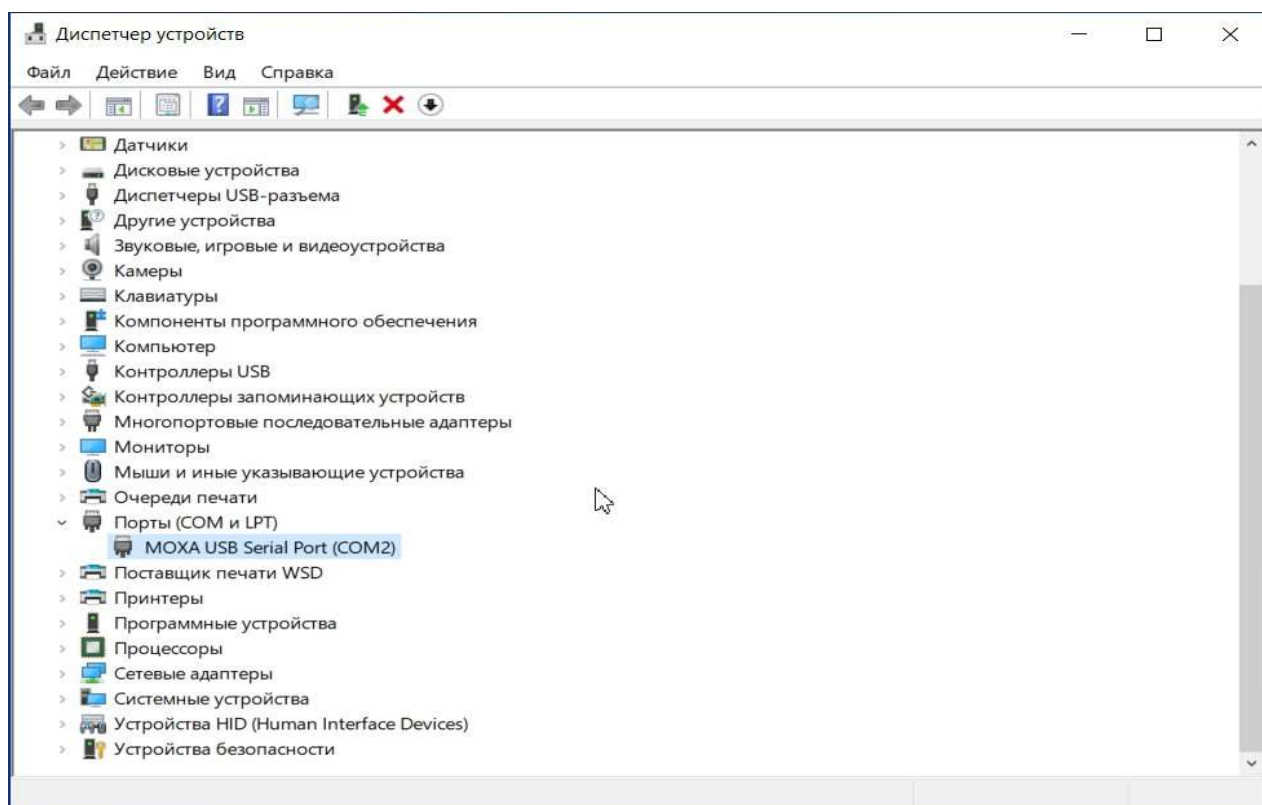 Диспетчер устройств
Файл Действие Вид Справка
Датчики
Дисковые устройства
Диспетчеры USB-разъема
Другие устройства
Звуковые, игровые и видеоустройства
Камеры
Клавиатуры
Компоненты программного обеспечения
Компьютер
Контроллеры USB
Контроллеры запоминающих устройств
Многопортовые последовательные адаптеры
Мониторы
Мыши и иные указывающие устройства
Очереди печати
Порты (COM и LPT)
MOXA USB Serial Port (COM2)
Поставщик печати WSD
Принтеры
Программные устройства
Процессоры
Сетевые адаптеры
Системные устройства
Устройства HID (Human Interface Devices)
Устройства безопасности